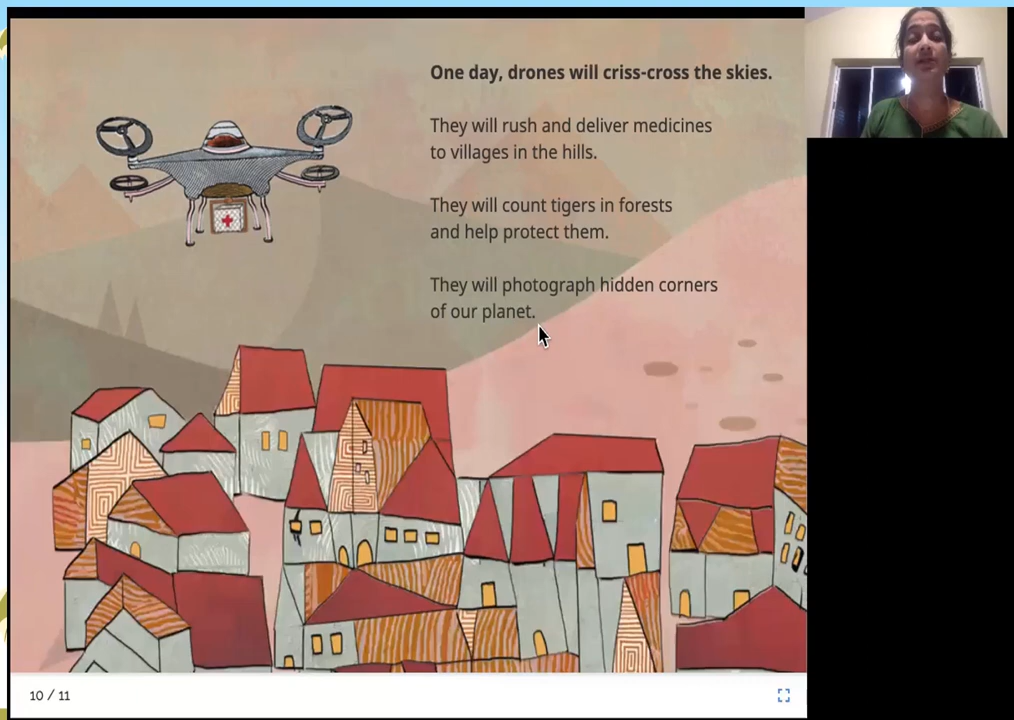 One day, drones will criss-cross the skies.
They will rush and deliver medicines
to villages in the hills.
They will count tigers in forests
and help protect them.
They will photograph hidden corners
of our planet.
10 / 11